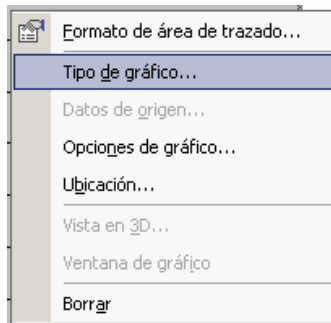 Formato de área de trazado...
Tipo de gráfico...
Datos de origen...
Opciones de gráfico...
Ubicación...
Vista en 3D...
Ventana de gráfico
Borrar